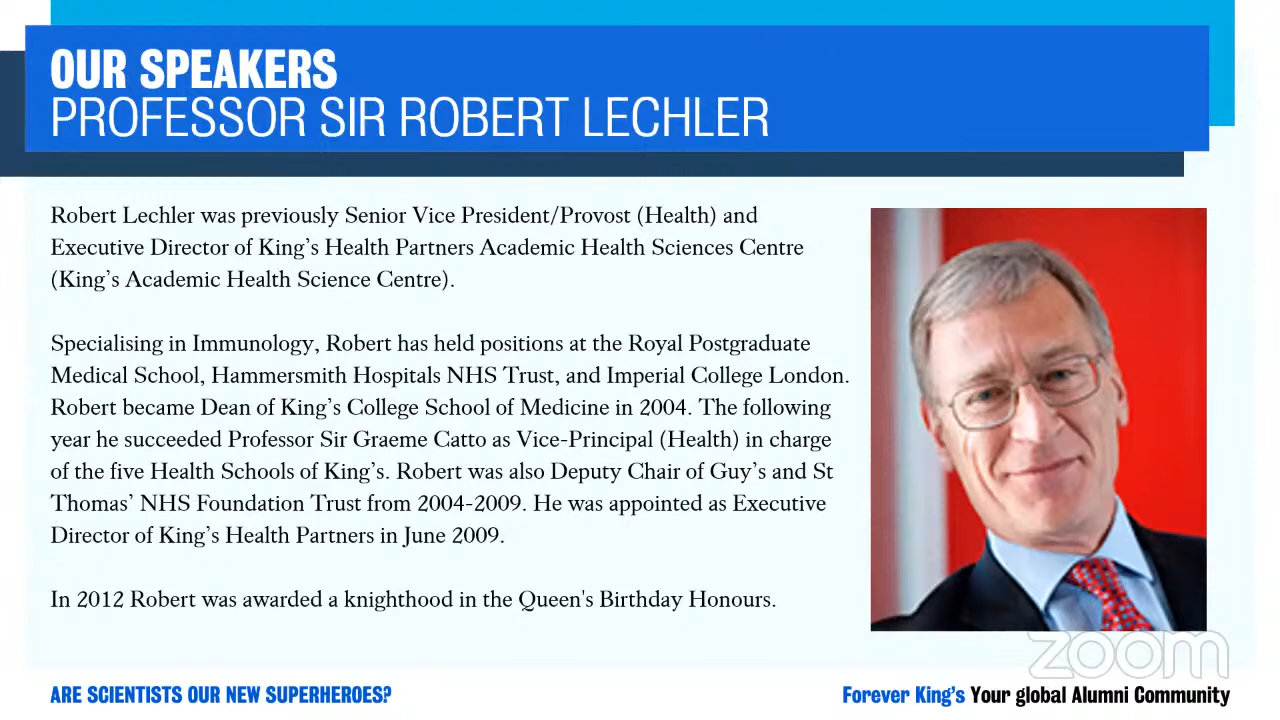 OUR SPEAKERS
PROFESSOR SIR ROBERT LECHLER
Robert Lechler was previously Senior Vice President/Provost (Health) and
Executive Director of King's Health Partners Academic Health Sciences Centre
(King's Academic Health Science Centre).
Specialising in Immunology, Robert has held positions at the Royal Postgraduate
Medical School, Hammersmith Hospitals NHS Trust, and Imperial College London.
Robert became Dean of King's College School of Medicine in 2004. The following
year he succeeded Professor Sir Graeme Catto as Vice-Principal (Health) in charge
of the five Health Schools of King's. Robert was also Deputy Chair of Guy's and St
Thomas' NHS Foundation Trust from 2004-2009. He was appointed as Executive
Director of King's Health Partners in June 2009.
In 2012 Robert was awarded a knighthood in the Queen's Birthday Honours.
zoom
ARE SCIENTISTS OUR NEW SUPERHEROES?
Forever King's Your global Alumni Community